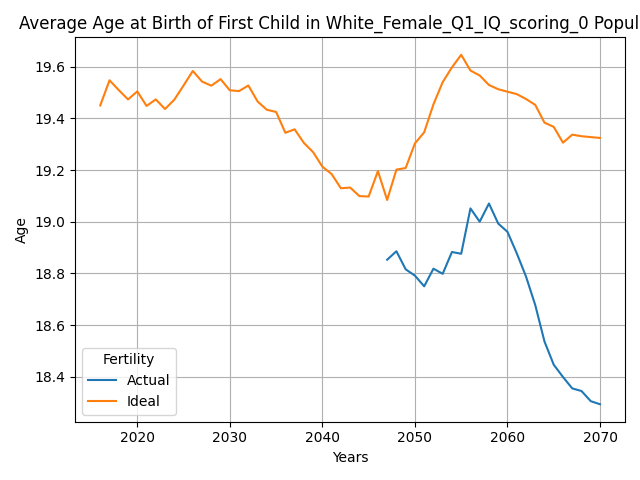 Average Age at Birth of First Child in White_Female_Q1_IQ_scoring_0 Popul
19.6
19.4
19.2
19.0
18.8
18.6
18.4
Age
Fertility
Actual
Ideal
2020 2030 2040 2050 2060 2070
Years